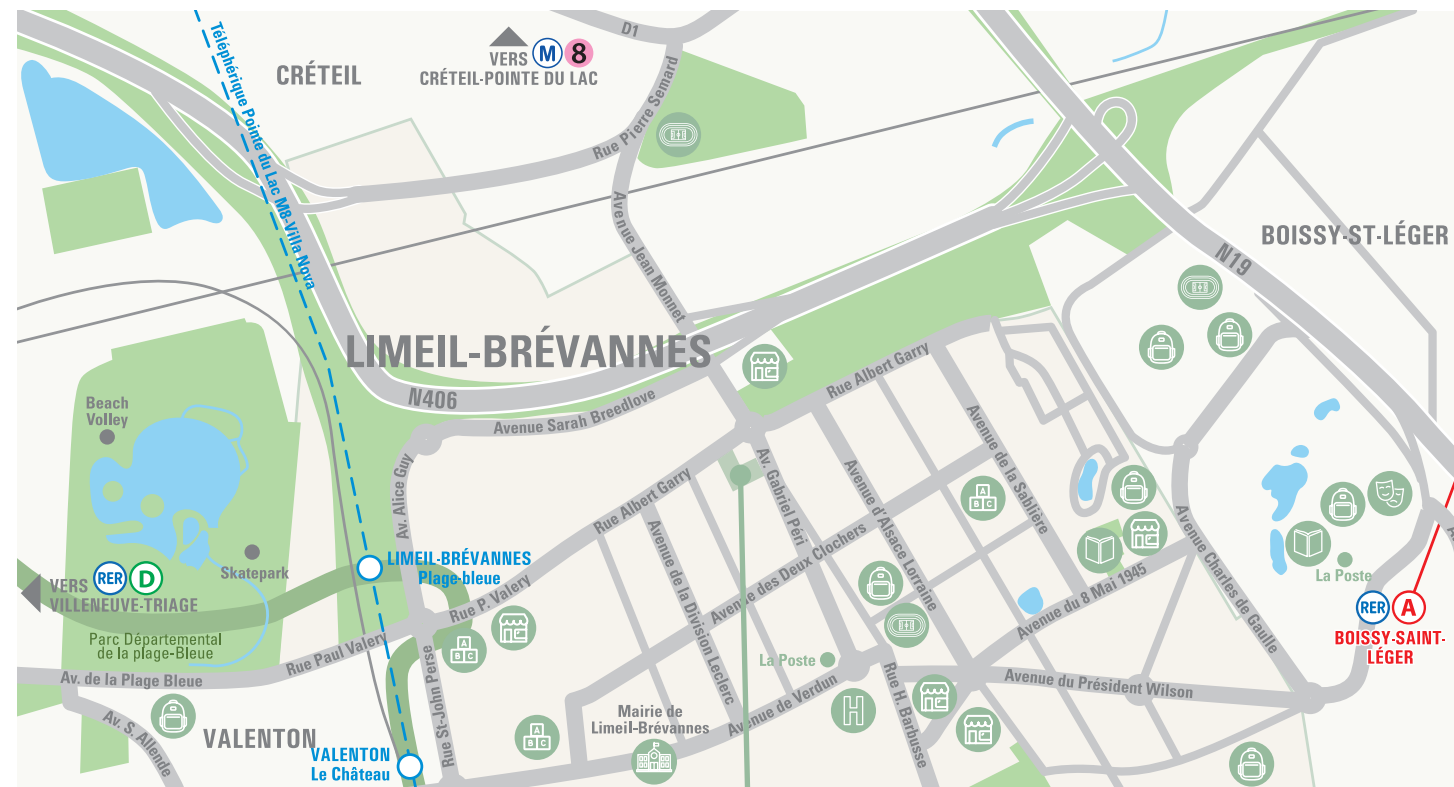 D1
VERS M 8
CRÉTEIL-POINTE DU LAC
CRÉTEIL
Téléphérique Pointe du Lac M8-Villa Nova
Rue Pierre Semard
Avenue Jean Monnet
BOISSY-ST-LÉGER
N19
LIMEIL-BRÉVANNES
N406
Rue Albert Garry
Avenue Sarah Breedlove
Beach
Volley
Av. Alice Guy
Rue Albert Garry
Av. Gabriel Péri
Avenue d'Alsace Lorraine
Avenue de la Sablière
A
B C
Avenue de la Division Leclerc
Avenue des Deux Clochers
Avenue Charles de Gaulle
Skatepark
LIMEIL-BRÉVANNES
Plage-bleue
VERS RER D
VILLENEUVE-TRIAGE
Parc Départemental
de la plage-Bleue
Rue P. Valery
Rue Paul Valery
A
B C
Avenue du 8 Mai 1945
La Poste
RER A
BOISSY-SAINT-
LÉGER
Av. de la Plage Bleue
Av. S. Allende
Rue St-John Perse
La Poste
Avenue de Verdun
H
Rue H. Barbusse
Avenue du Président Wilson
Mairie de
Limeil-Brévannes
A
B C
VALENTON
VALENTON
Le Château